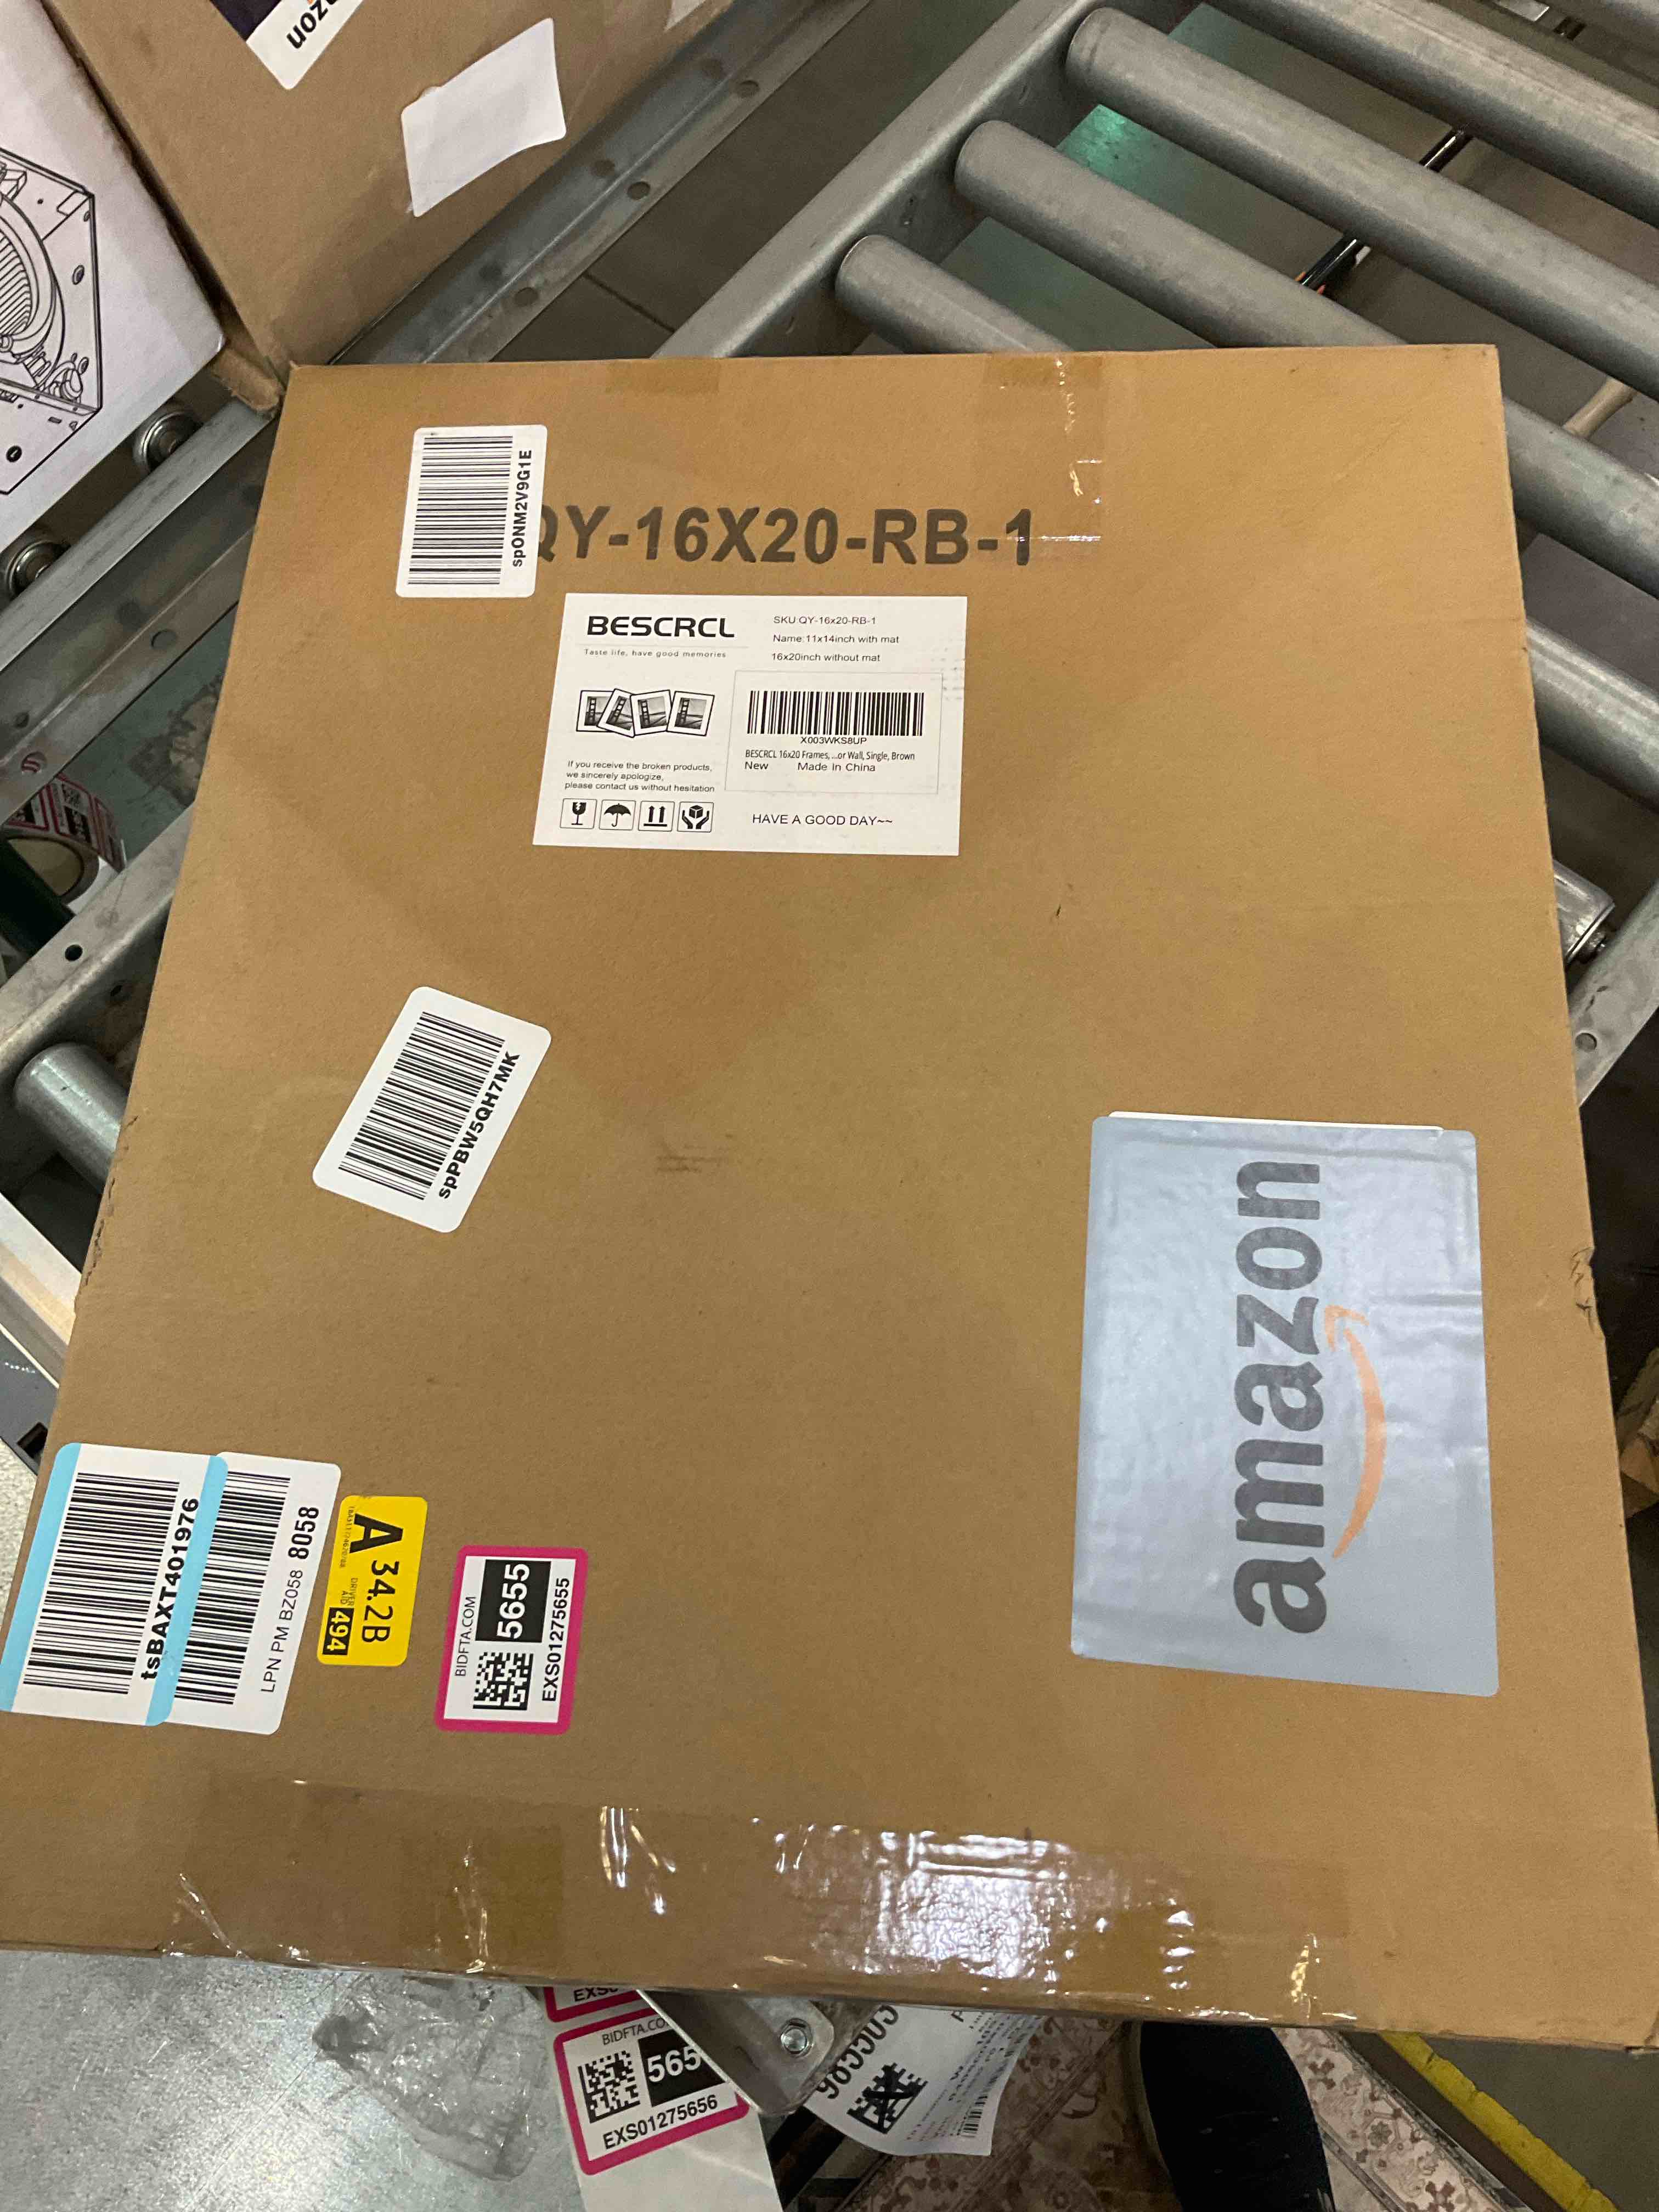 zon
spONM2V9G1E
QY-16X20-RB-1
BESCRCL
Taste life, have good memories
SKU:QY-16x20-RB-1
Name:11x14inch with mat
16x20inch without mat
X003WKS8UP
BESCRCL 16x20 Frames, ...or Wall, Single, Brown
New Made In China
If you receive the broken products,
we sincerely apologize,
please contact us without hesitation
HAVE A GOOD DAY~~
spPBW5QH7MK
amazon
tsBAXT401976
LPN PM BZ058 8058
A 34.2B
494
BIDFTA.COM
5655
EXS01275655
BIDFTA.CO
565
EXS01275656